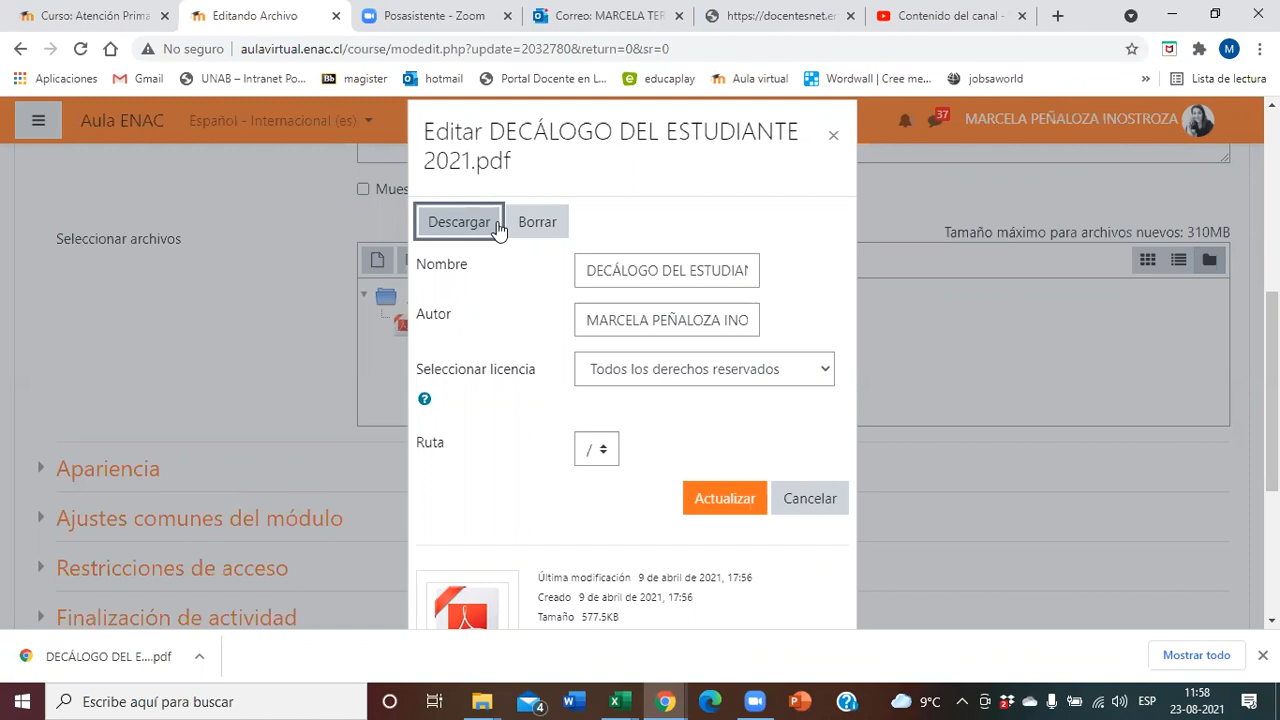 Curso: Atención Prima
Editando Archivo
Posasistente - Zoom
Correo: MARCELA TER
https://docentesnet.er
Contenido del canal -
No seguro
aulavirtual.enac.cl/course/modedit.php?update=2032780&return=0&sr=0
M
Aplicaciones
Gmail
UNAB – Intranet Po...
Bb magister
hotmail
Portal Docente en L...
e educaplay
Aula virtual
Wordwall | Cree me...
jobsaworld
»
Lista de lectura
Aula ENAC
Español - Internacional (es)
37
MARCELA PEÑALOZA INOSTROZA
Editar DECÁLOGO DEL ESTUDIANTE
2021.pdf
Mues
Descargar
Borrar
Seleccionar archivos
Tamaño máximo para archivos nuevos: 310MB
Nombre
DECÁLOGO DEL ESTUDIAN
Autor
MARCELA PEÑALOZA INO
Seleccionar licencia
Todos los derechos reservados
?
Ruta
/
Actualizar
Cancelar
Apariencia
Ajustes comunes del módulo
Restricciones de acceso
Finalización de actividad
Última modificación 9 de abril de 2021, 17:56
Creado 9 de abril de 2021, 17:56
Tamaño 577.5KB
DECÁLOGO DEL E....pdf
Mostrar todo
Escribe aquí para buscar
4
9°C
2
ESP
11:58
23-08-2021